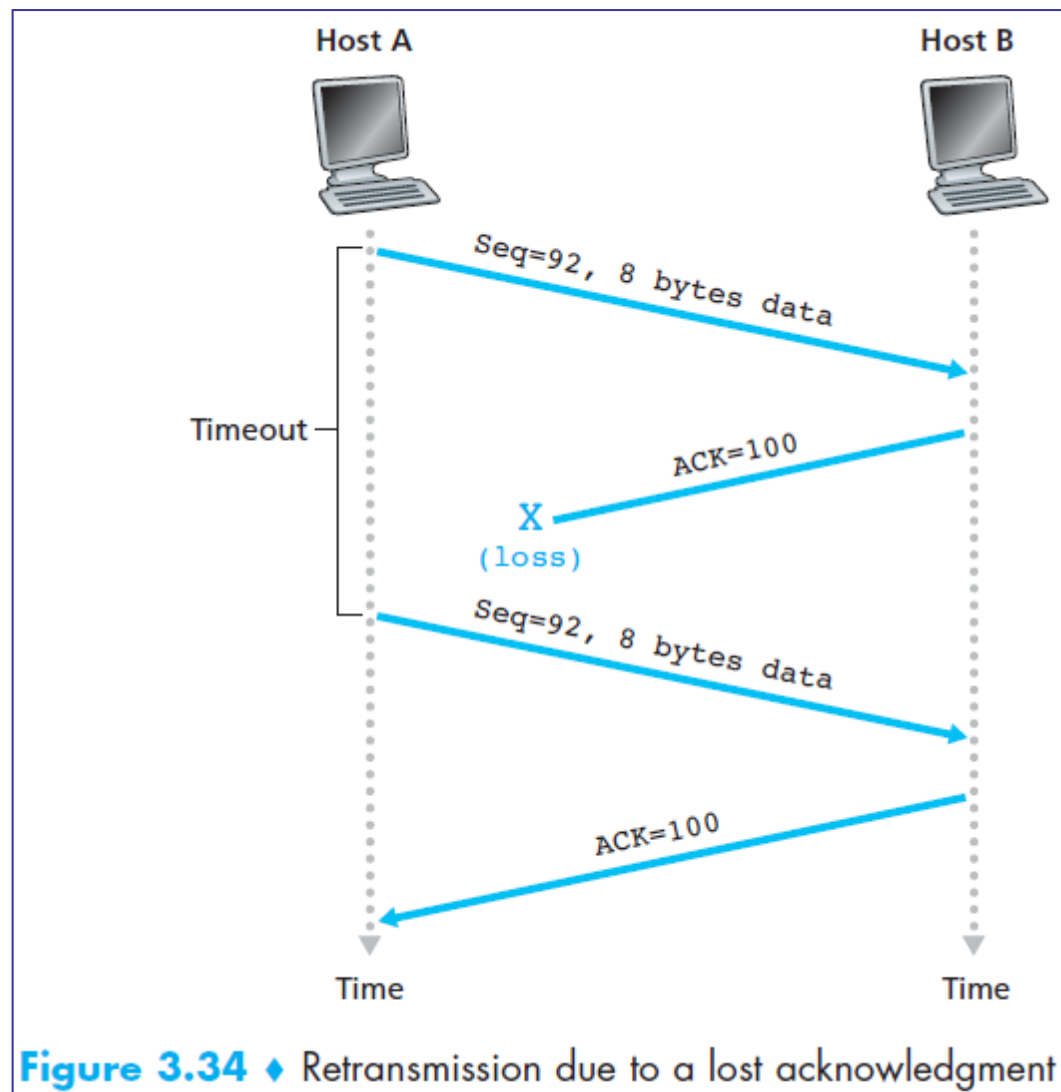 Host A
Host B
Seq=92, 8 bytes data
Timeout
ACK=100
X
(loss)
Seq=92, 8 bytes data
ACK=100
Time
Time
Figure 3.34 ♦ Retransmission due to a lost acknowledgment